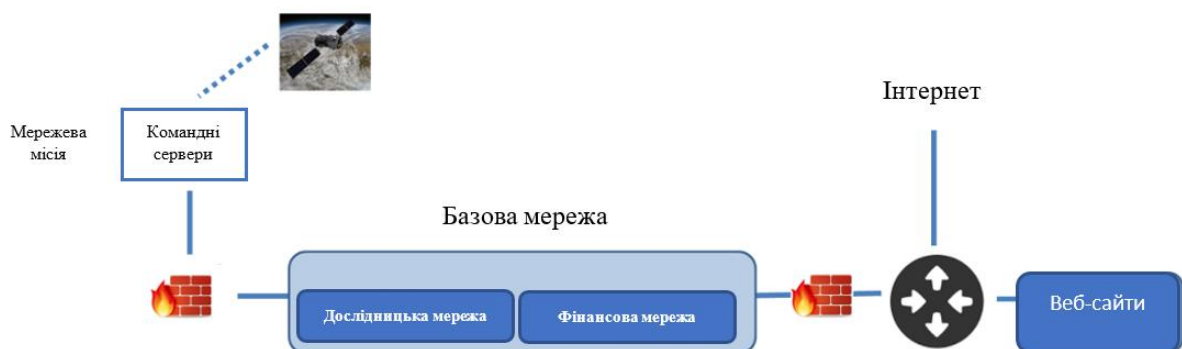 Інтернет
Мережева
місія
Командні
сервери
Базова мережа
Дослідницька мережа
Фінансова мережа
Веб-сайти